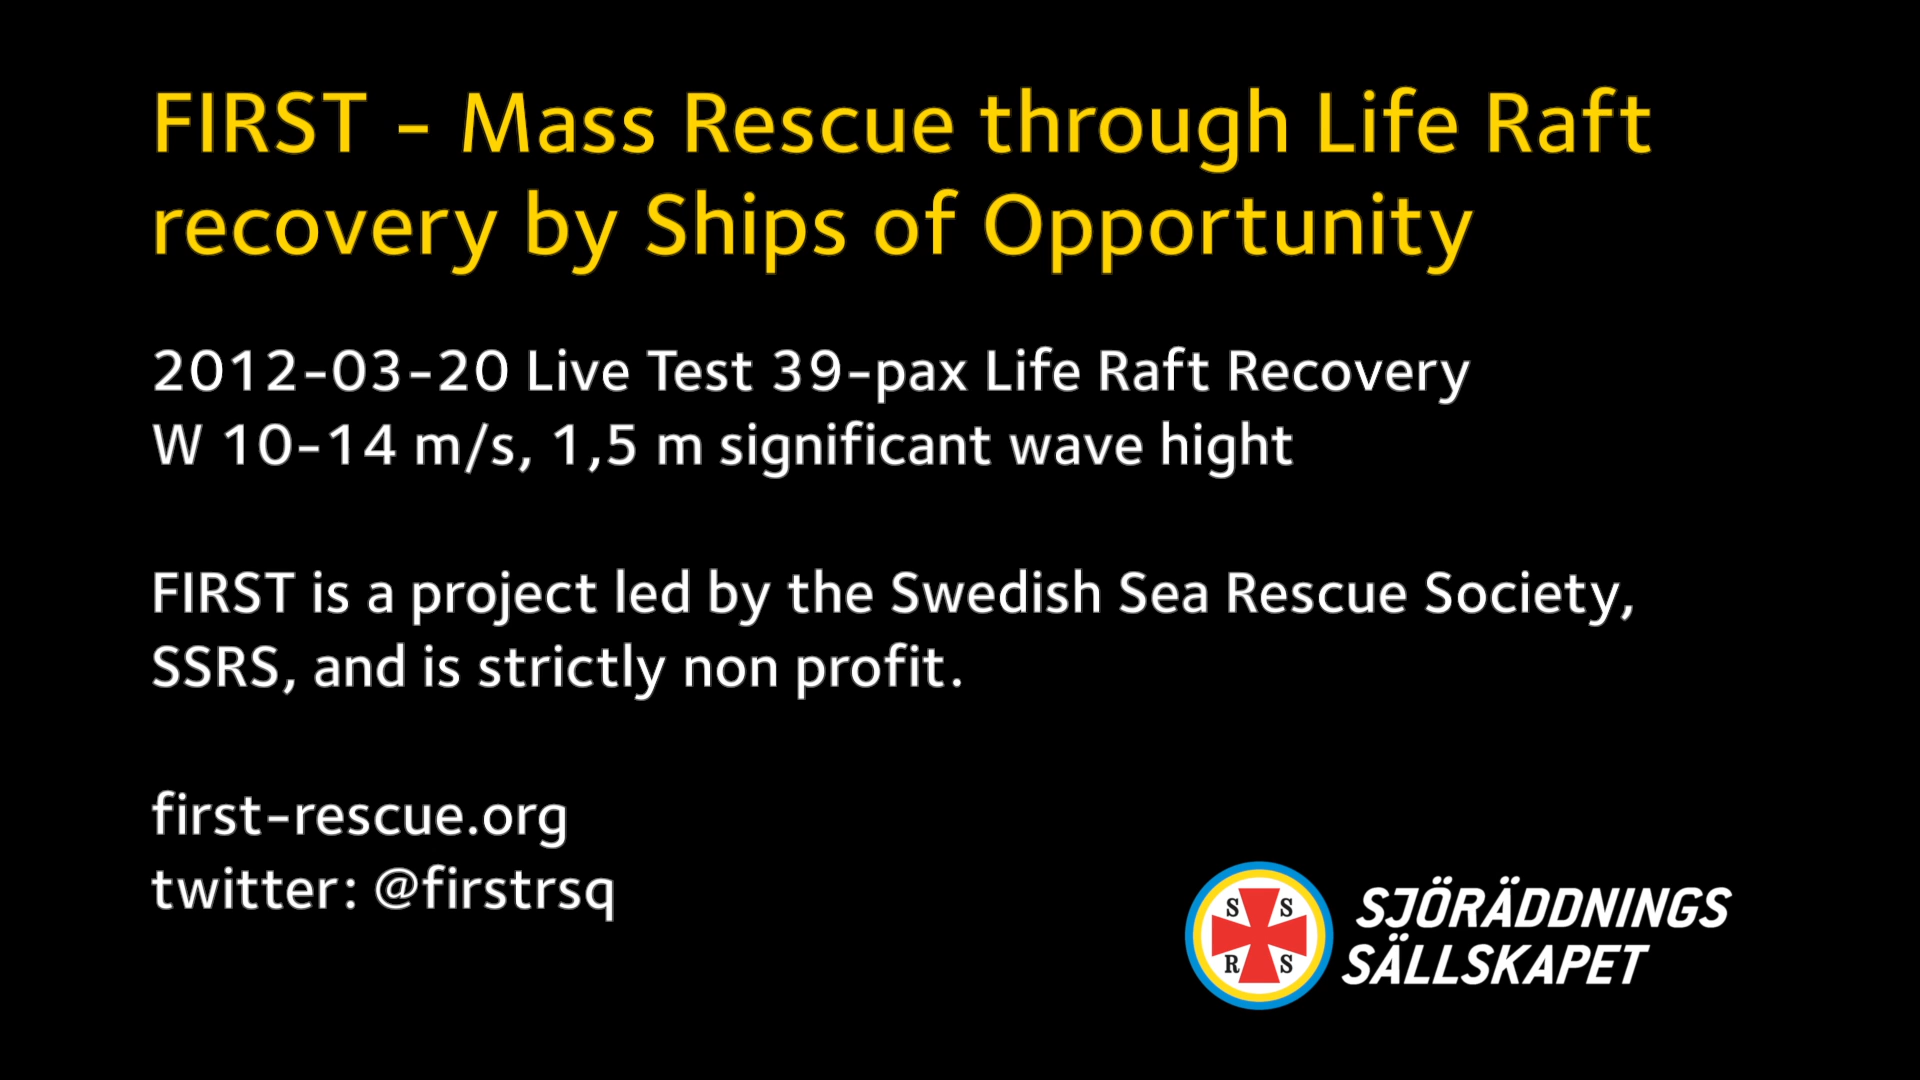 FIRST - Mass Rescue through Life Raft
recovery by Ships of Opportunity
2012-03-20 Live Test 39-pax Life Raft Recovery
W 10-14 m/s, 1,5 m significant wave hight
FIRST is a project led by the Swedish Sea Rescue Society,
SSRS, and is strictly non profit.
first-rescue.org
twitter: @firstrsq
S S
R S
SJÖRÄDDNINGS
SÄLLSKAPET